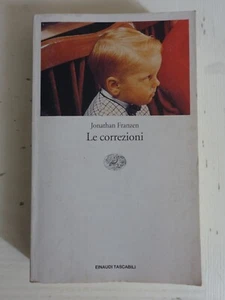 Jonathan Franzen
Le correzioni
EINAUDI TASCABILI